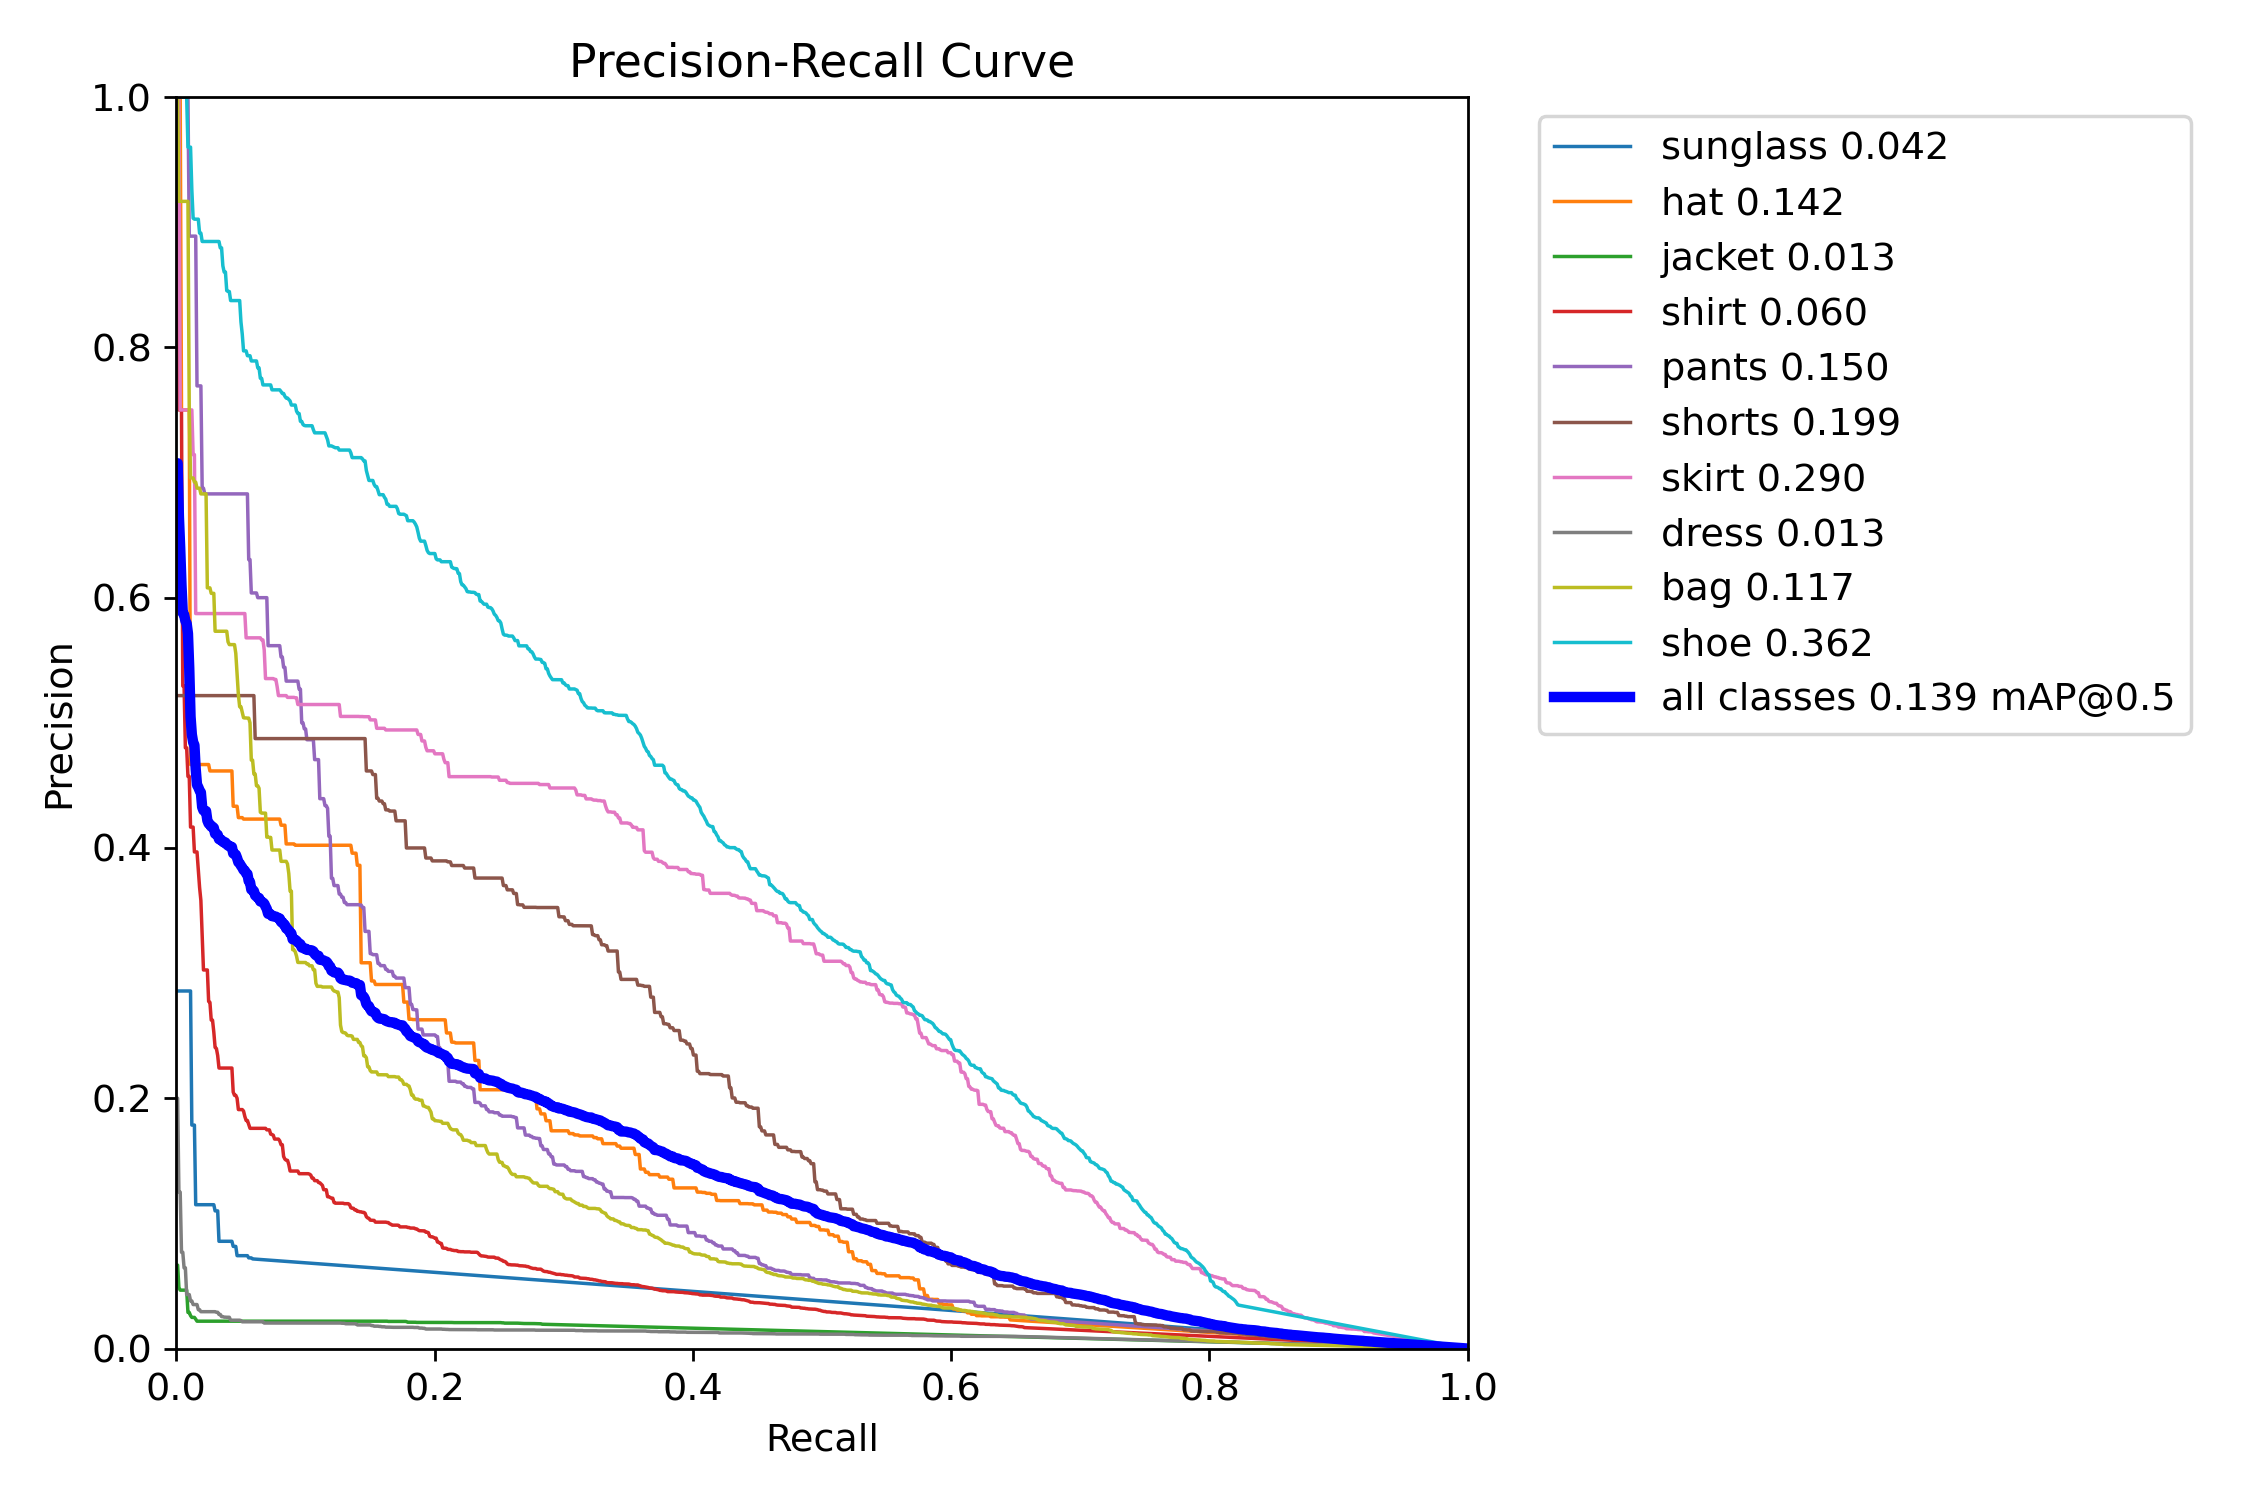 Precision-Recall Curve
1.0
0.8
0.6
0.4
0.2
0.0
Precision
0.0 0.2 0.4 0.6 0.8 1.0
Recall
sunglass 0.042
hat 0.142
jacket 0.013
shirt 0.060
pants 0.150
shorts 0.199
skirt 0.290
dress 0.013
bag 0.117
shoe 0.362
all classes 0.139 mAP@0.5